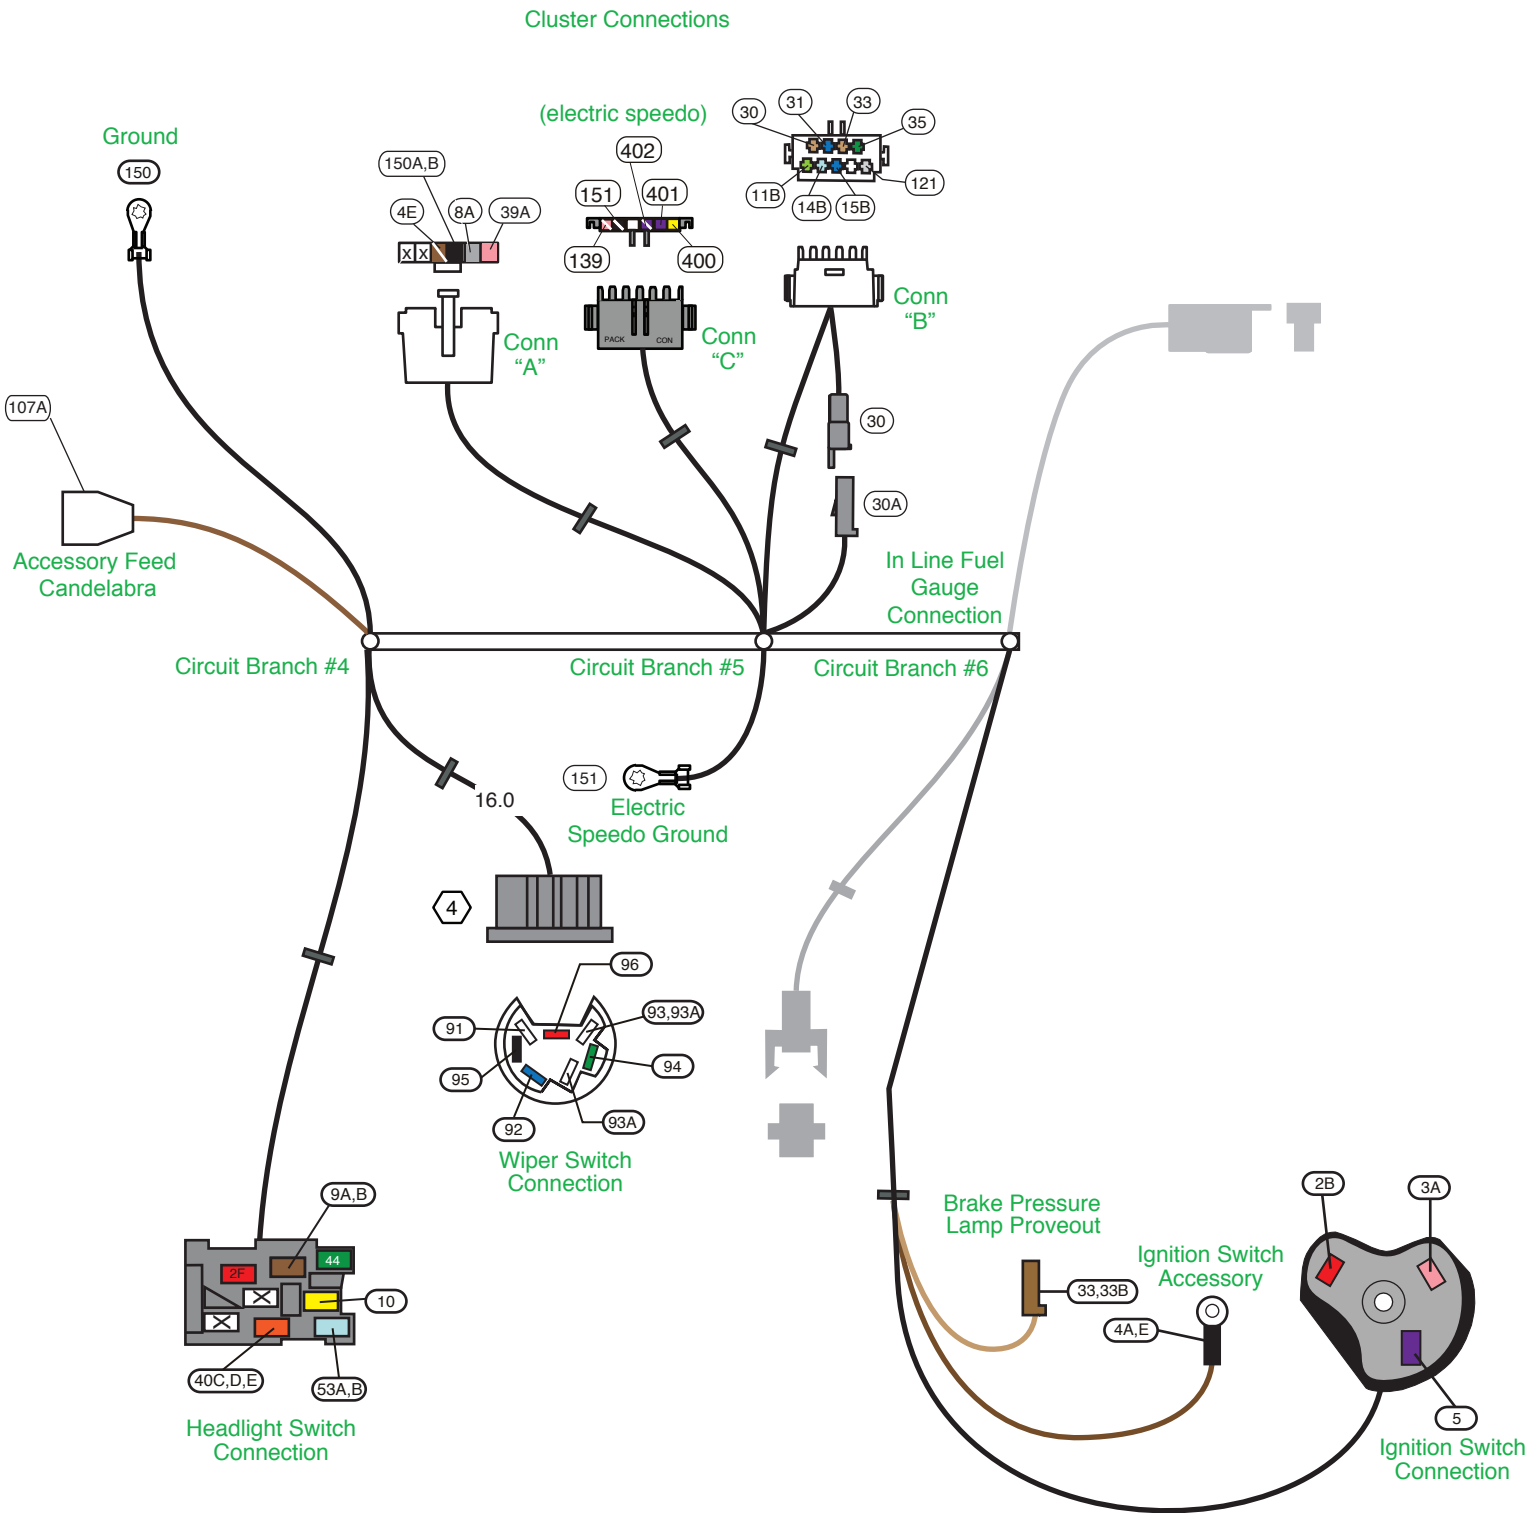 Cluster Connections
(electric speedo)
30
31
33
35
Ground
150
150A,B
402
151
401
11B
14B
15B
121
4E
8A
39A
X X
139
400
Conn
"A"
PACK CON
Conn
"C"
Conn
"B"
107A
30
30A
Accessory Feed
Candelabra
In Line Fuel
Gauge
Connection
Circuit Branch #4
Circuit Branch #5
Circuit Branch #6
16.0
151
Electric
Speedo Ground
4
96
91
93,93A
95
94
92
93A
Wiper Switch
Connection
9A,B
2F
44
X
10
X
40C,D,E
53A,B
Headlight Switch
Connection
Brake Pressure
Lamp Proveout
33,33B
Ignition Switch
Accessory
4A,E
2B
3A
5
Ignition Switch
Connection